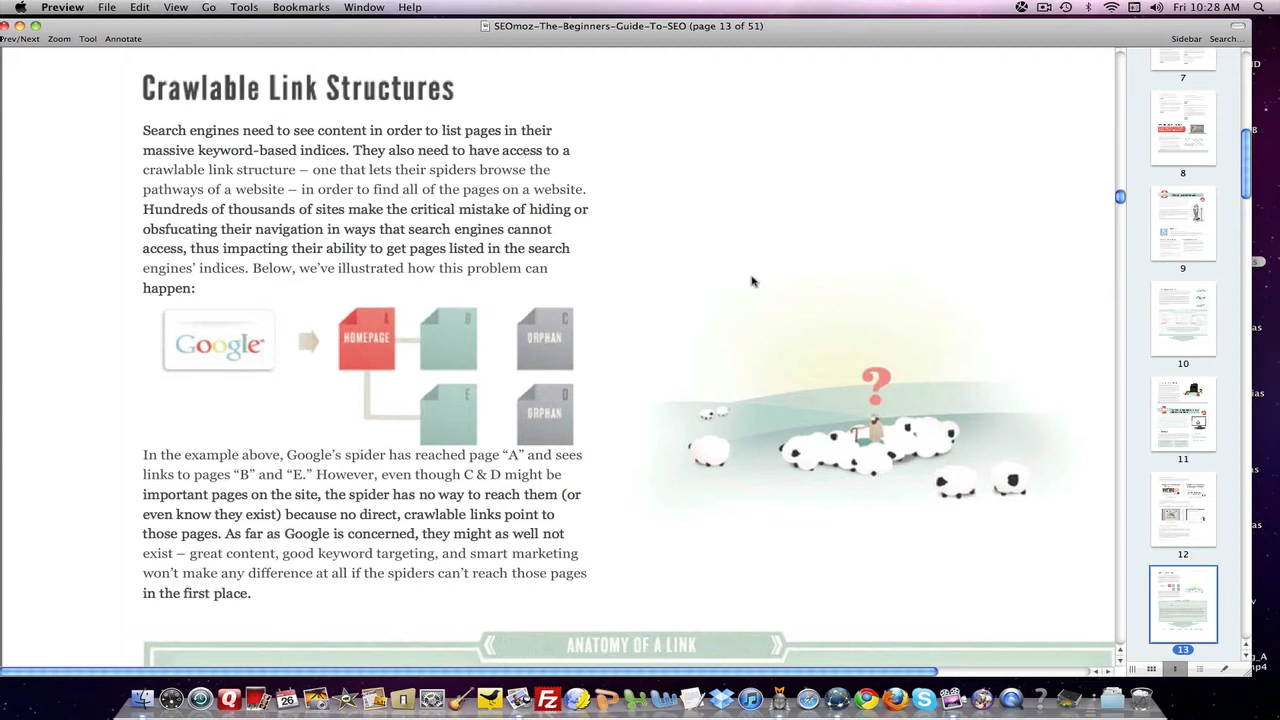 Preview File Edit View Go Tools Bookmarks Window Help Fri 10:28 AM
SEOmoz-The-Beginners-Guide-To-SEO (page 13 of 51)
Prev/Next Zoom Tool Annotate Sidebar Search...
Crawlable Link Structures
Search engines need to see content in order to list pages in their
massive keyword-based indices. They also need to have access to a
crawlable link structure – one that lets their spiders browse the
pathways of a website – in order to find all of the pages on a website.
Hundreds of thousands of sites make the critical mistake of hiding or
obsfucating their navigation in ways that search engines cannot
access, thus impacting their ability to get pages listed in the search
engines' indices. Below, we've illustrated how this problem can
happen:
Google
A
HOMEPAGE
B
C
ORPHAN
E
D
ORPHAN
?
In the example above, Google's spider has reached page “A” and sees
links to pages “B” and “E.” However, even though C & D might be
important pages on the site, the spider has no way to reach them (or
even know they exist) because no direct, crawlable links point to
those pages. As far as Google is concerned, they might as well not
exist – great content, good keyword targeting, and smart marketing
won't make any difference at all if the spiders can't reach those pages
in the first place.
ANATOMY OF A LINK
7
8
9
10
11
12
13
26
Fz